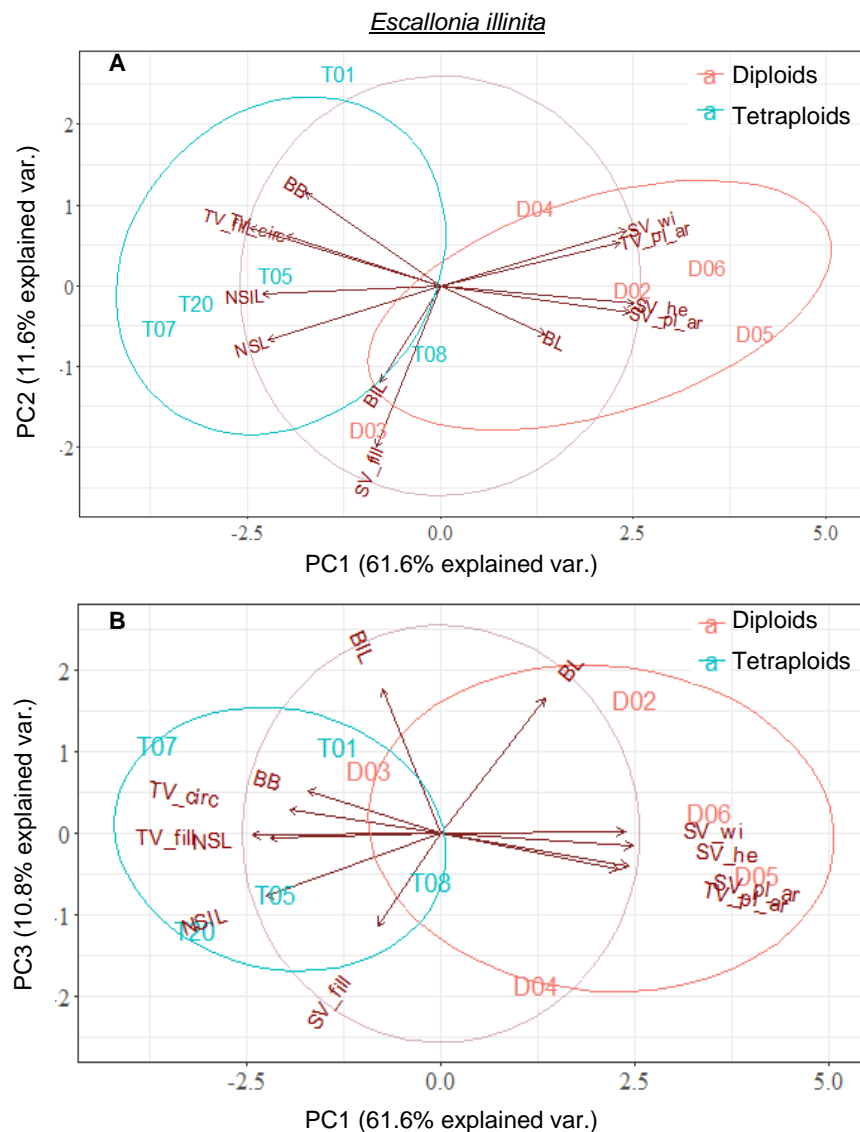 Escallonia illinita
A
T01
a Diploids
a Tetraploids
2
BB
1
D04
SV_wi
TV_fill
TV_circ
TV_pl_ar
T05
D06
0
NSIL
T20
D02
SV_he
T07
SV_pl_ar
D05
NSL
BL
T08
-1
BIL
D03
-2
SV_fill
-2.5
0.0
2.5
5.0
PC1 (61.6% explained var.)
PC2 (11.6% explained var.)
B
a Diploids
a Tetraploids
BIL
BL
2
D02
T07
T01
1
D03
BB
TV_circ
D06
0
TV_fill
NSL
SV_wi
SV_he
T05
T08
D05
SV_pl_ar
TV_pl_ar
-1
NSIL
T20
D04
-2
SV_fill
-2.5
0.0
2.5
5.0
PC1 (61.6% explained var.)
PC3 (10.8% explained var.)